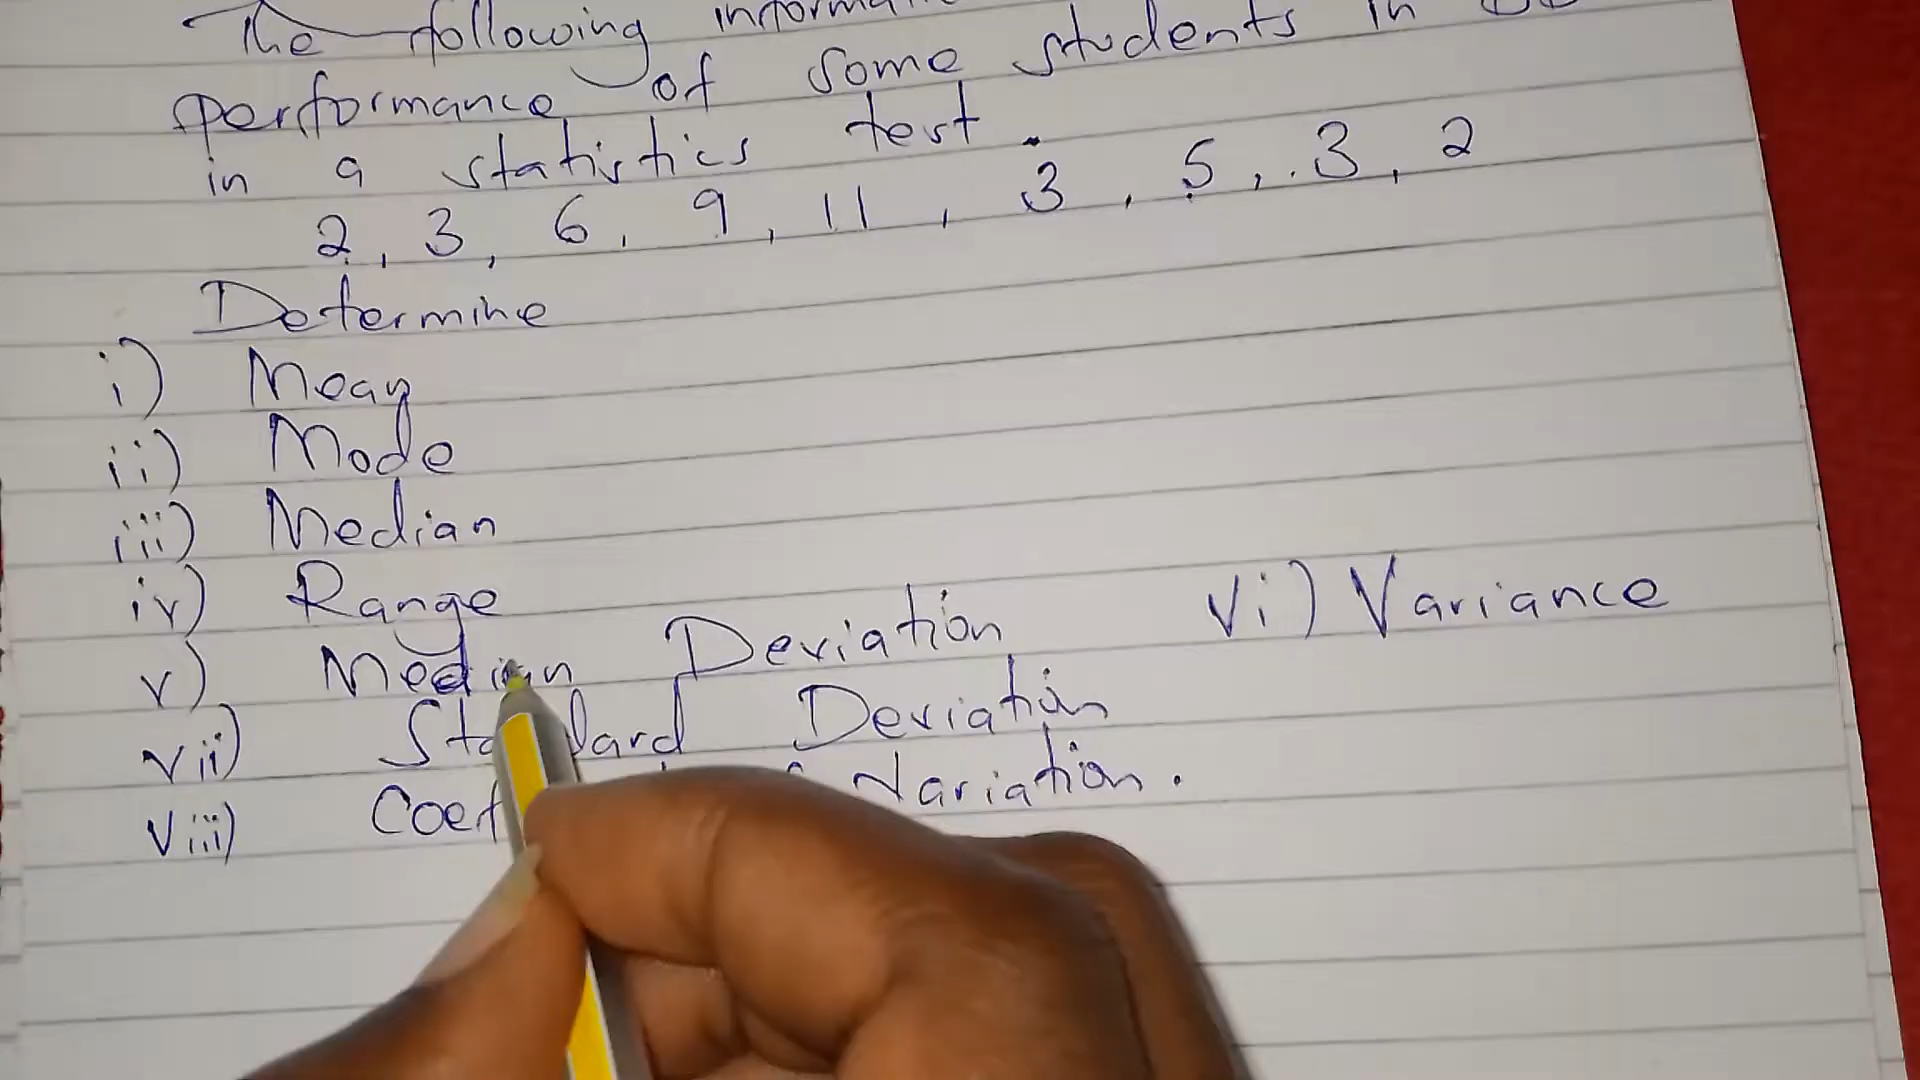 The following
performance of some students in
in a statistics test.
2, 3, 6, 9, 11, 3, 5, 3, 2
Determine
i) Mean
ii) Mode
iii) Median
iv) Range
v) Median Deviation vi) Variance
vii) Standard Deviation
viii) Variation.